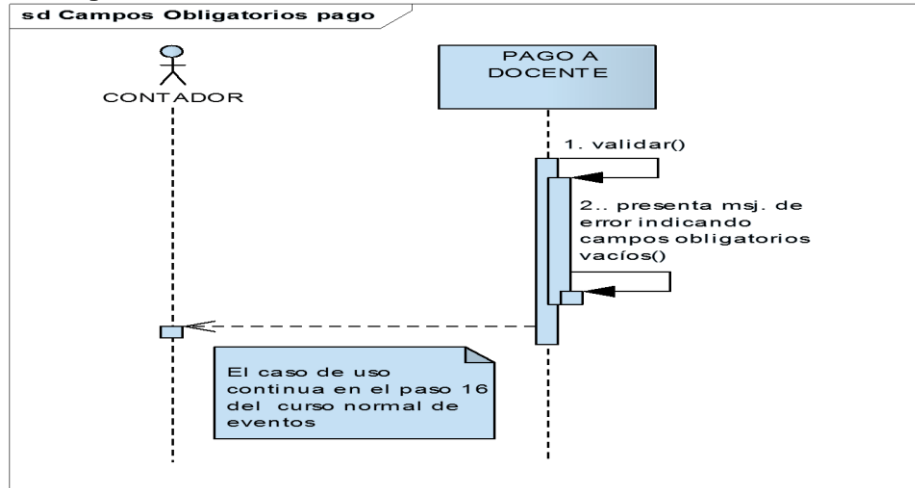 sd Campos Obligatorios pago
CONTADOR
PAGO A
DOCENTE
1. validar()
2.. presenta msj. de
error indicando
campos obligatorios
vacíos()
El caso de uso
continua en el paso 16
del curso normal de
eventos